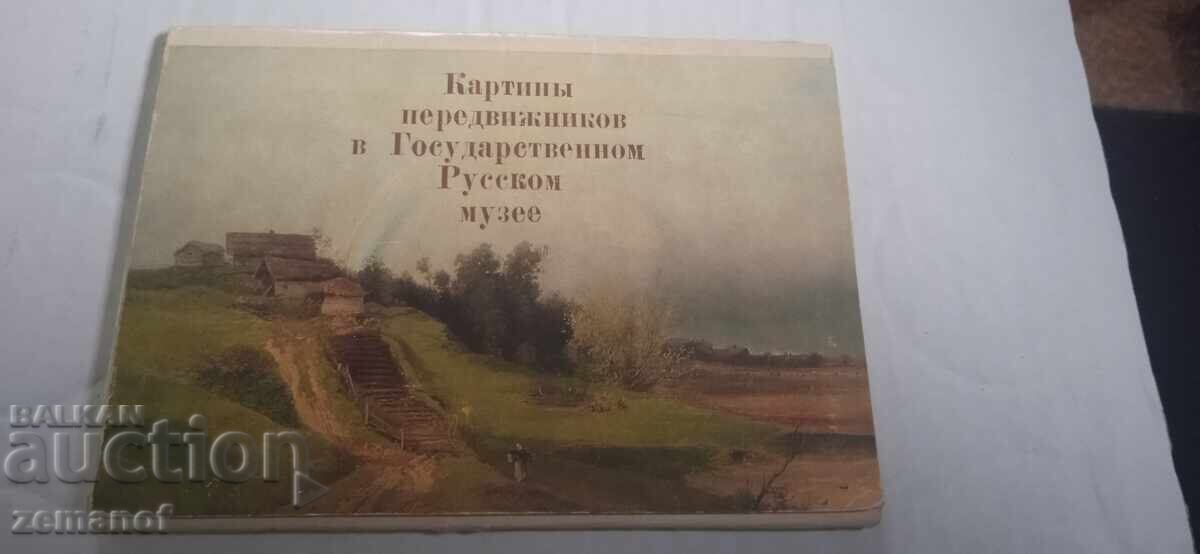 Картины
передвижников
в Государственном
Русском
музее
BALKAN
auction
zemanof